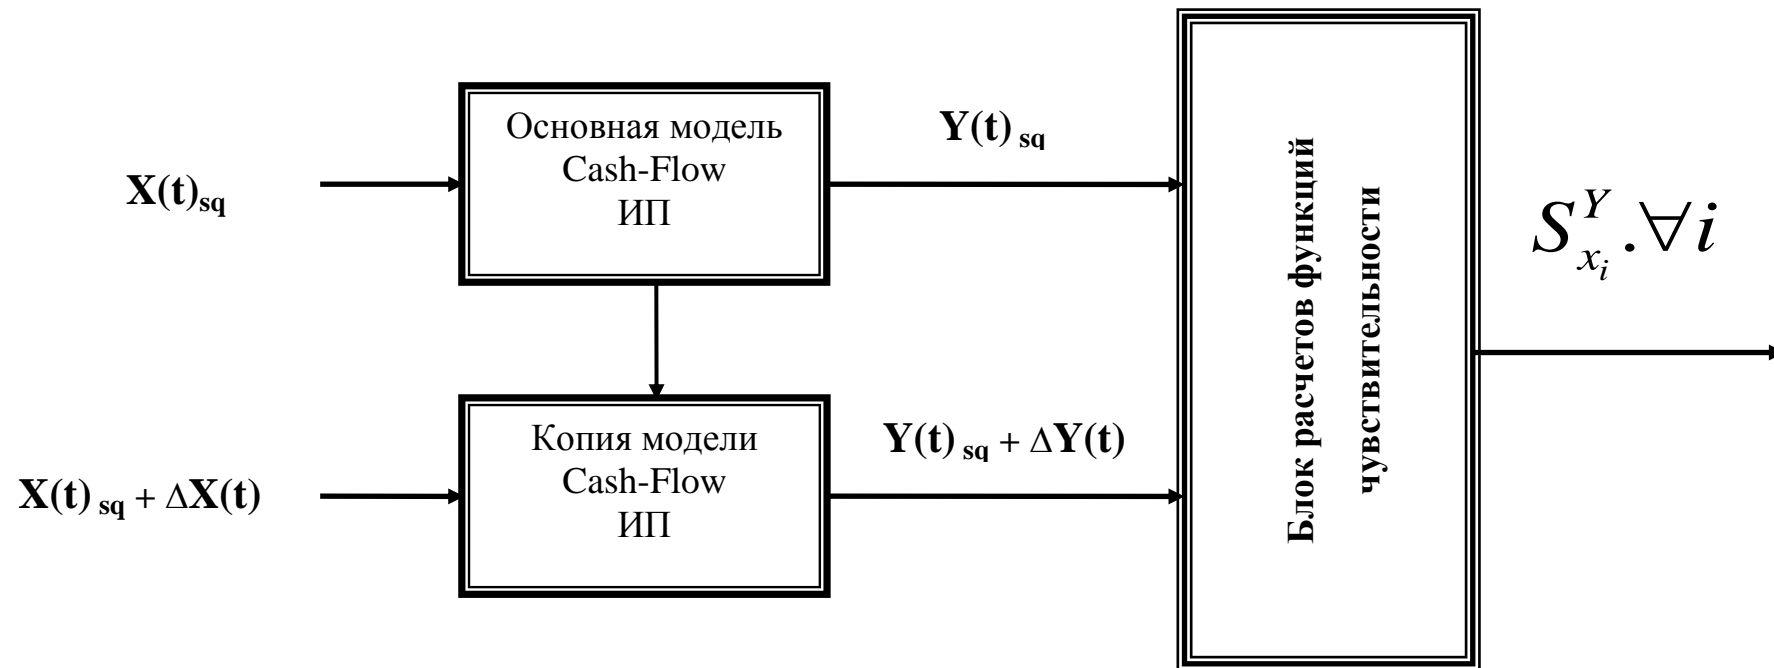 X(t)sq
Основная модель
Cash-Flow
ИП
Y(t) sq
X(t) sq + ΔX(t)
Копия модели
Cash-Flow
ИП
Y(t) sq + ΔY(t)
Блок расчетов функций
чувствительности
S^Y_{x_i}.∀i